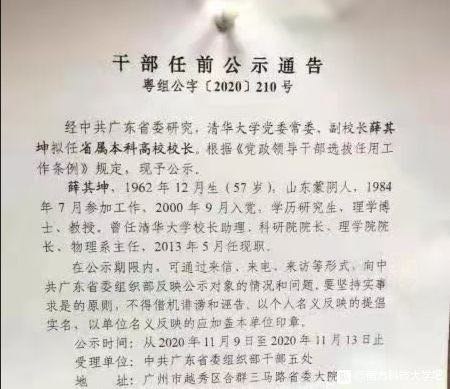 干部任前公示通告
粤组公字〔2020〕210号
经中共广东省委研究，清华大学党委常委、副校长薛其
坤拟任省属本科高校校长。根据《党政领导干部选拔任用工
作条例》规定，现予公示。
薛其坤，1962年12月生（57岁），山东蒙阴人，1984
年7月参加工作，2000年9月入党，学历研究生、理学博
士、教授。曾任清华大学校长助理、科研院院长、理学院院
长、物理系主任，2013年5月任现职。
在公示期限内，可通过来信、来电、来访等形式，向中
共广东省委组织部反映公示对象的情况和问题。要坚持实事
求是的原则，不得借机诽谤和诬告。以个人名义反映的提倡
实名，以单位名义反映的应加盖本单位印章。
公示时间：从2020年11月9日至2020年11月13日止
受理单位：中共广东省委组织部干部五处
地址：广州市越秀区合群三马路省委大院